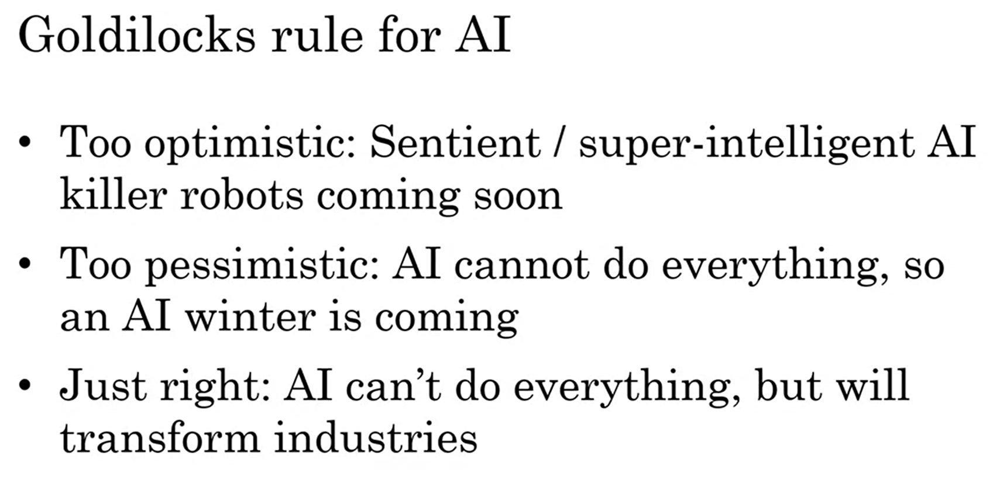 Goldilocks rule for AI
• Too optimistic: Sentient / super-intelligent AI
killer robots coming soon
• Too pessimistic: AI cannot do everything, so
an AI winter is coming
• Just right: AI can’t do everything, but will
transform industries